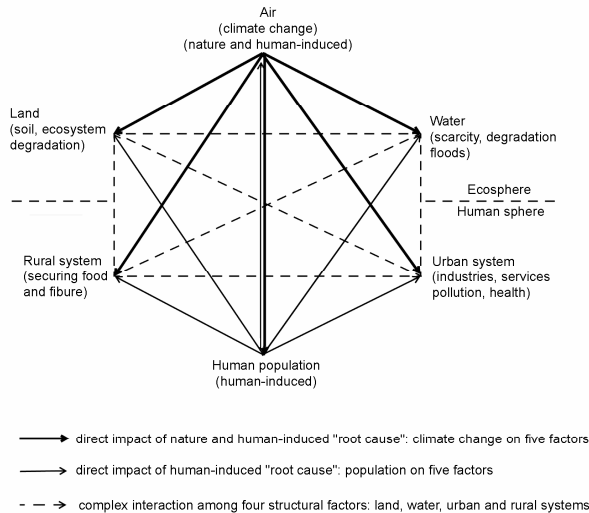 Air
(climate change)
(nature and human-induced)
Land
(soil, ecosystem
degradation)
Water
(scarcity, degradation
floods)
Ecosphere
Human sphere
Rural system
(securing food
and fibure)
Urban system
(industries, services
pollution, health)
Human population
(human-induced)
direct impact of nature and human-induced "root cause": climate change on five factors
direct impact of human-induced "root cause": population on five factors
complex interaction among four structural factors: land, water, urban and rural systems